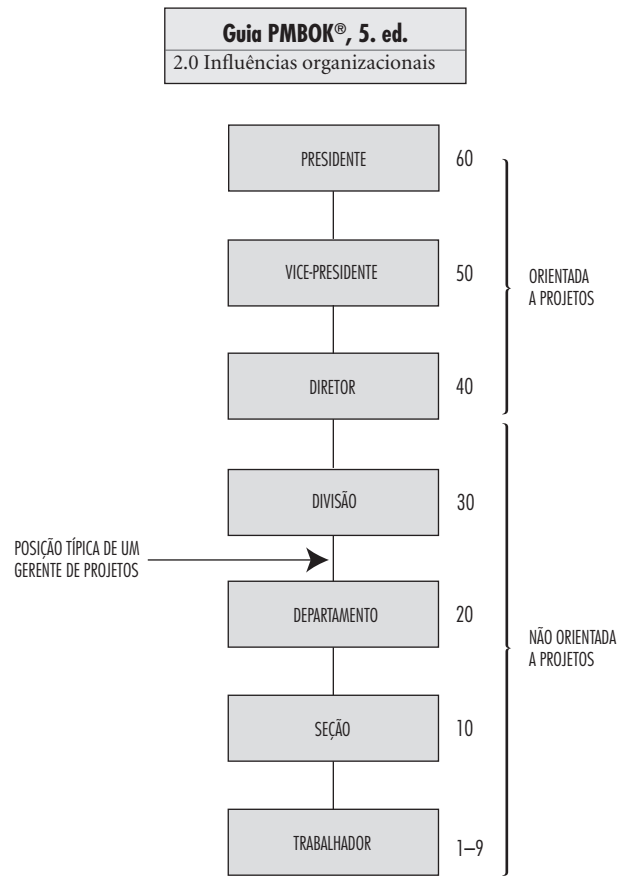 Guia PMBOK®, 5. ed.
2.0 Influências organizacionais
PRESIDENTE
60
VICE-PRESIDENTE
50
ORIENTADA
A PROJETOS
DIRETOR
40
DIVISÃO
30
POSIÇÃO TÍPICA DE UM
GERENTE DE PROJETOS
DEPARTAMENTO
20
NÃO ORIENTADA
A PROJETOS
SEÇÃO
10
TRABALHADOR
1–9